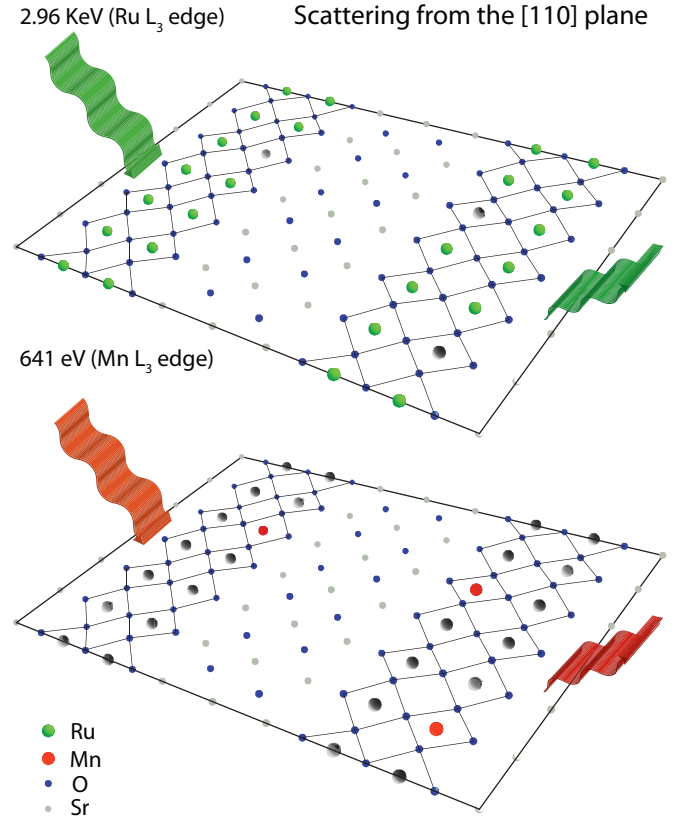 2.96 KeV (Ru L₃ edge)
Scattering from the [110] plane
641 eV (Mn L₃ edge)
Ru
Mn
O
Sr